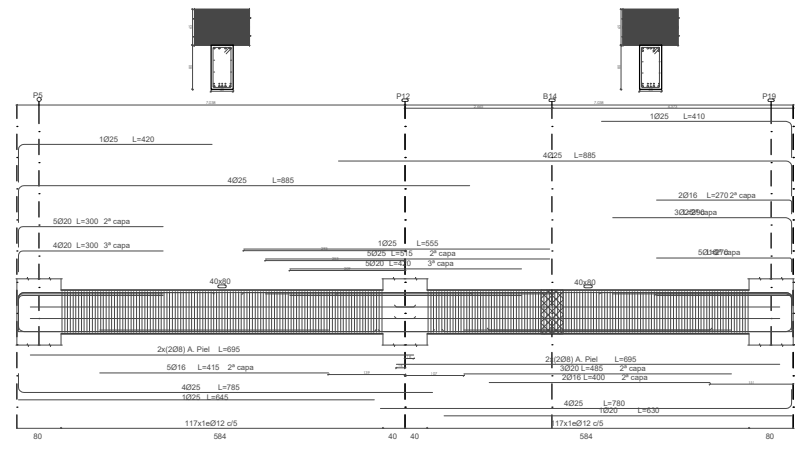 P5
P12
B14
P19
1Ø25 L=410
1Ø25 L=420
4Ø25 L=885
4Ø25 L=885
2Ø16 L=270 2ª capa
5Ø20 L=300 2ª capa
4Ø20 L=300 3ª capa
1Ø25 L=555
5Ø25 L=515 2ª capa
5Ø20 L=420 3ª capa
40x80
40x80
2x(2Ø8) A. Piel L=695
2x(2Ø8) A. Piel L=695
5Ø16 L=415 2ª capa
3Ø20 L=485 2ª capa
2Ø16 L=400 2ª capa
4Ø25 L=785
1Ø25 L=645
4Ø25 L=780
1Ø20 L=630
117x1eØ12 c/5
117x1eØ12 c/5
80
584
40
40
584
80